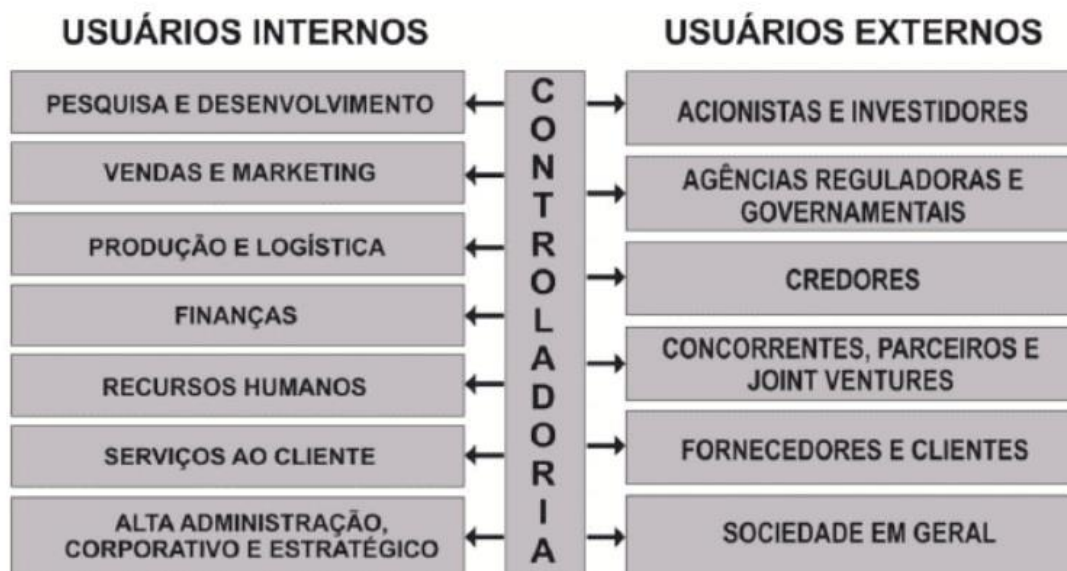 USUÁRIOS INTERNOS
PESQUISA E DESENVOLVIMENTO
VENDAS E MARKETING
PRODUÇÃO E LOGÍSTICA
FINANÇAS
RECURSOS HUMANOS
SERVIÇOS AO CLIENTE
ALTA ADMINISTRAÇÃO,
CORPORATIVO E ESTRATÉGICO
CONTROLADORIA
USUÁRIOS EXTERNOS
ACIONISTAS E INVESTIDORES
AGÊNCIAS REGULADORAS E
GOVERNAMENTAIS
CREDORES
CONCORRENTES, PARCEIROS E
JOINT VENTURES
FORNECEDORES E CLIENTES
SOCIEDADE EM GERAL